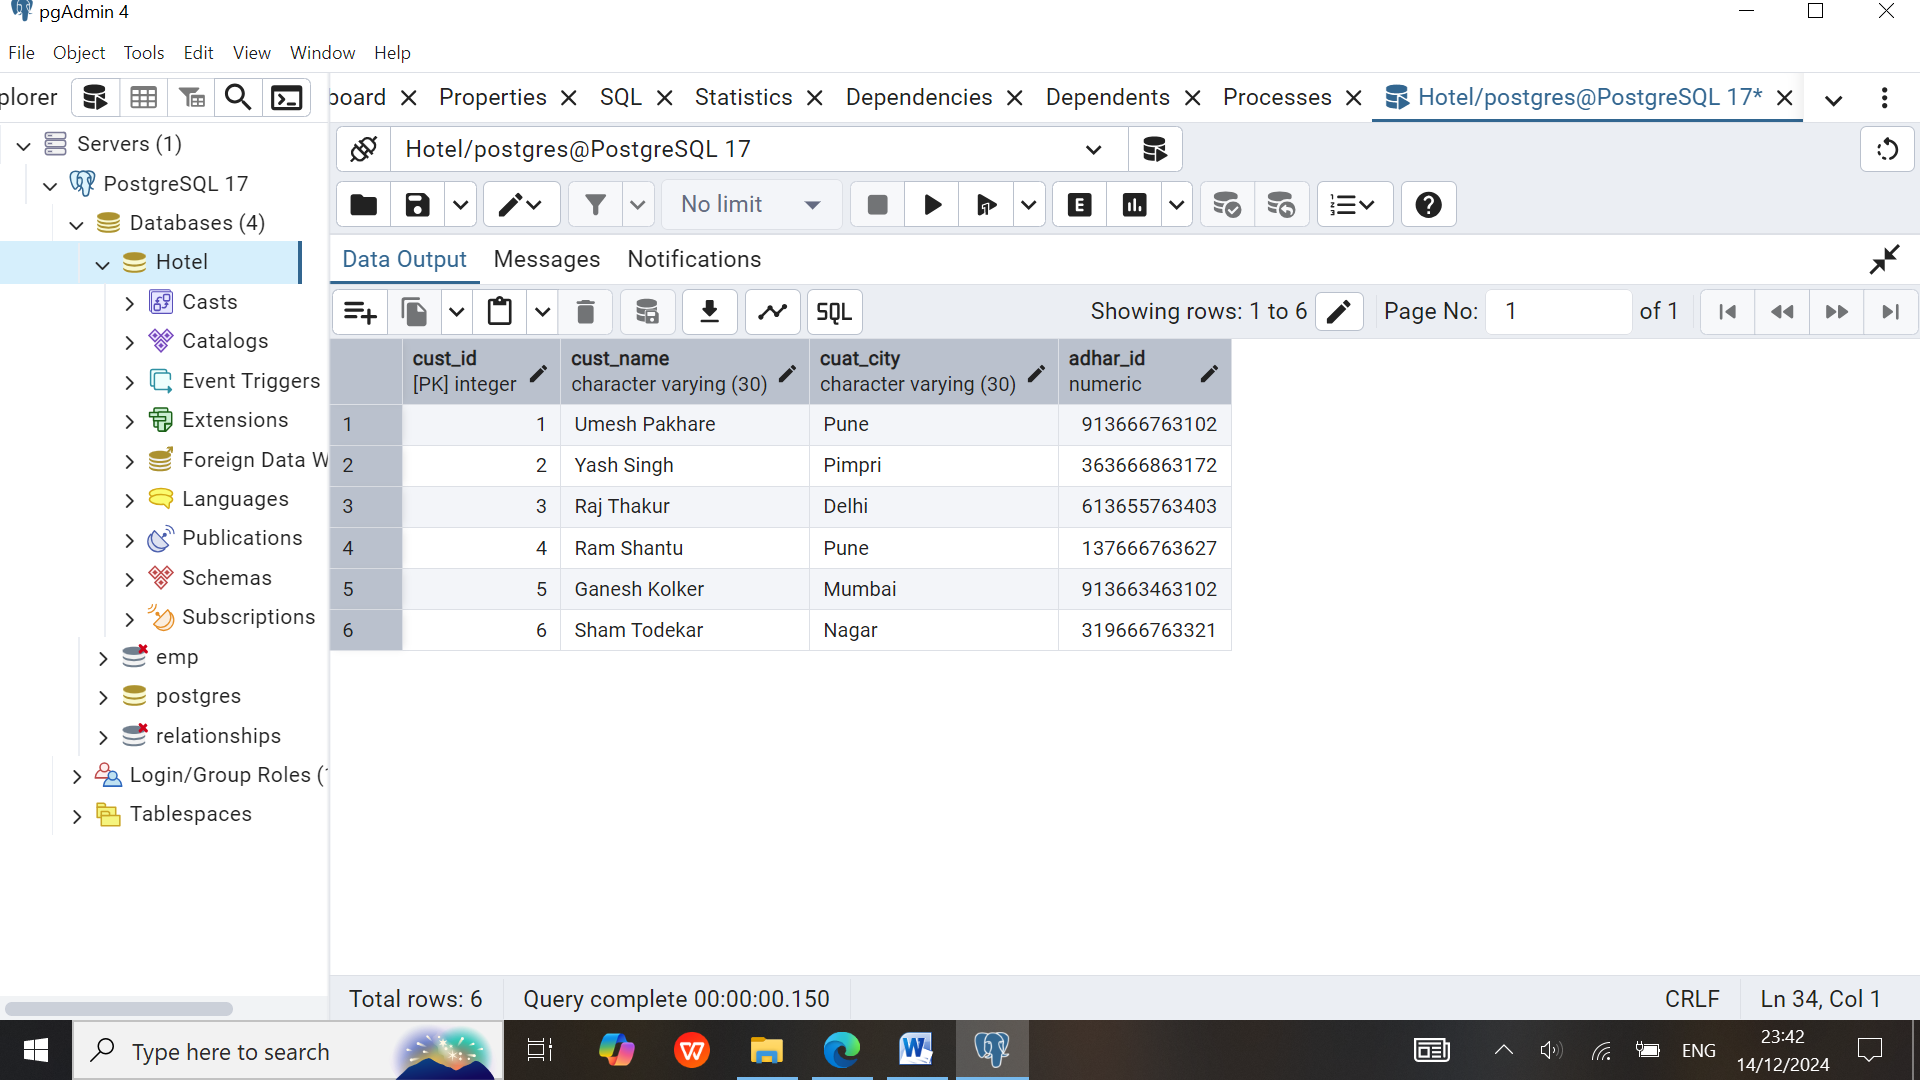 pgAdmin 4
File Object Tools Edit View Window Help
plorer
board Properties SQL Statistics Dependencies Dependents Processes Hotel/postgres@PostgreSQL 17*
Servers (1)
PostgreSQL 17
Databases (4)
Hotel
Casts
Catalogs
Event Triggers
Extensions
Foreign Data W
Languages
Publications
Schemas
Subscriptions
emp
postgres
relationships
Login/Group Roles (
Tablespaces
Hotel/postgres@PostgreSQL 17
No limit E
Data Output Messages Notifications
SQL Showing rows: 1 to 6 Page No: 1 of 1
cust_id cust_name cuat_city adhar_id
[PK] integer character varying (30) character varying (30) numeric
1 1 Umesh Pakhare Pune 913666763102
2 2 Yash Singh Pimpri 363666863172
3 3 Raj Thakur Delhi 613655763403
4 4 Ram Shantu Pune 137666763627
5 5 Ganesh Kolker Mumbai 913663463102
6 6 Sham Todekar Nagar 319666763321
Total rows: 6 Query complete 00:00:00.150 CRLF Ln 34, Col 1
Type here to search ENG 23:42
14/12/2024